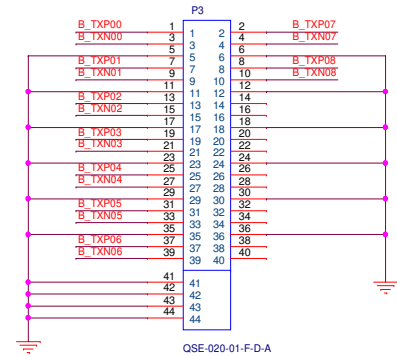 P3
B_TXP00 1 1 2 2 B_TXP07
B_TXN00 3 3 4 4 B_TXN07
5 5 6 6
B_TXP01 7 7 8 8 B_TXP08
B_TXN01 9 9 10 10 B_TXN08
11 11 12 12
B_TXP02 13 13 14 14
B_TXN02 15 15 16 16
17 17 18 18
B_TXP03 19 19 20 20
B_TXN03 21 21 22 22
23 23 24 24
B_TXP04 25 25 26 26
B_TXN04 27 27 28 28
29 29 30 30
B_TXP05 31 31 32 32
B_TXN05 33 33 34 34
35 35 36 36
B_TXP06 37 37 38 38
B_TXN06 39 39 40 40
41 41
42 42
43 43
44 44
QSE-020-01-F-D-A